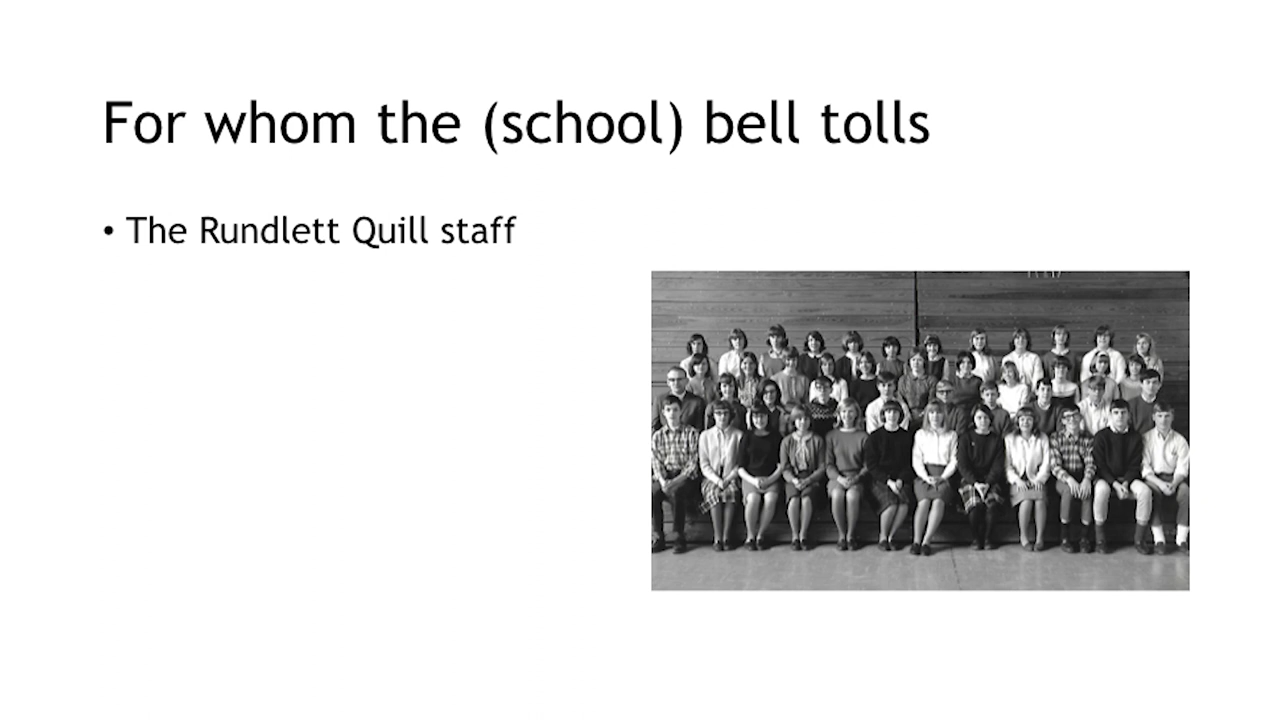 For whom the (school) bell tolls
• The Rundlett Quill staff